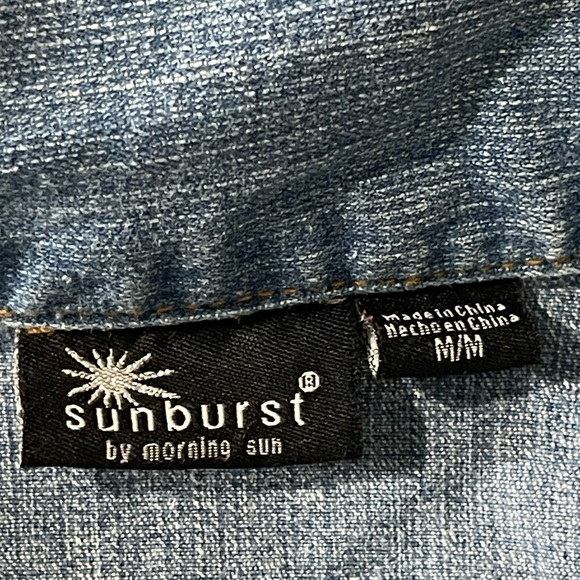 sunburst®
by morning sun
Made in China
Hecho en China
M/M